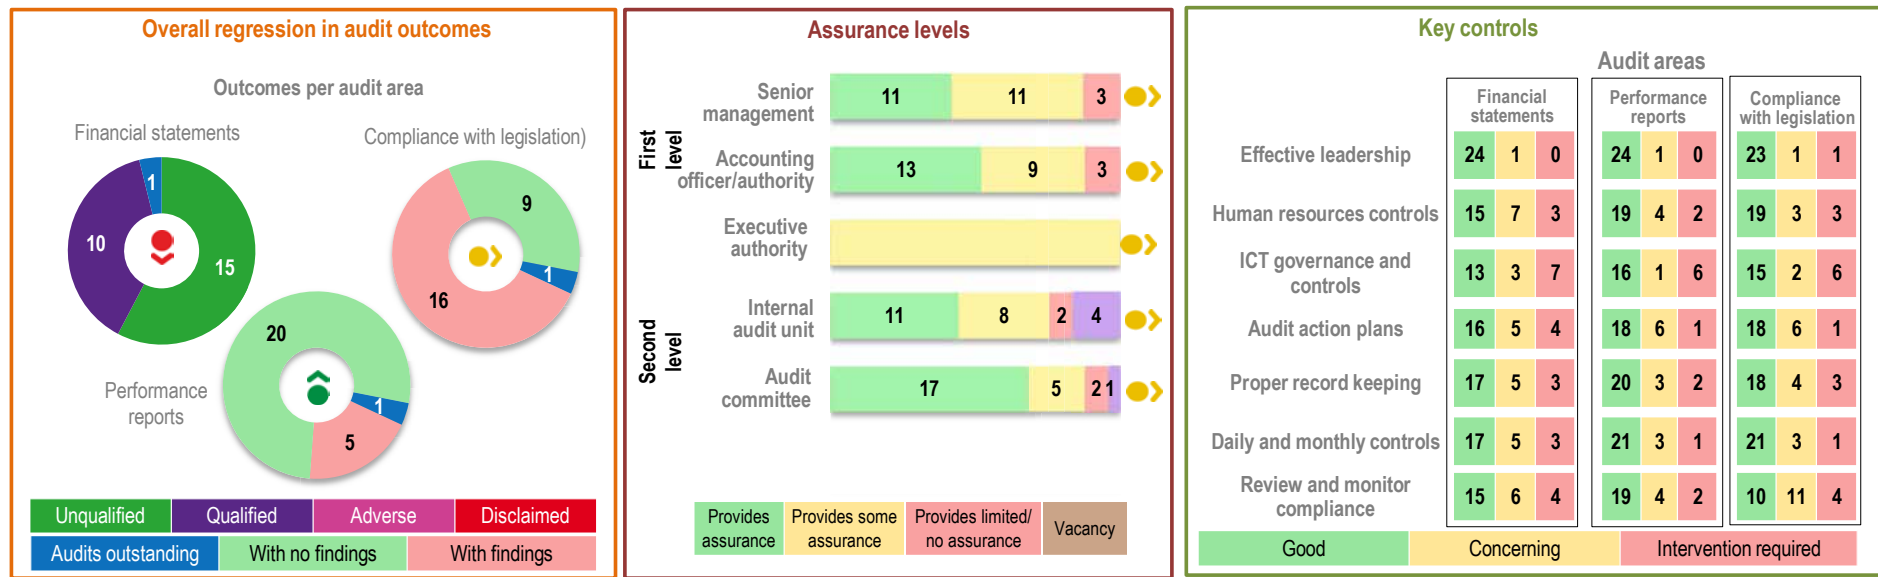 Overall regression in audit outcomes
Outcomes per audit area
Financial statements
1
10
15
Compliance with legislation)
9
1
16
20
1
5
Performance
reports
Unqualified
Qualified
Adverse
Disclaimed
Audits outstanding
With no findings
With findings
Assurance levels
First
level
Senior
management
11
11
3
Accounting
officer/authority
13
9
3
Executive
authority
Second
level
Internal
audit unit
11
8
2
4
Audit
committee
17
5
2
1
Provides
assurance
Provides some
assurance
Provides limited/
no assurance
Vacancy
Key controls
Audit areas
Financial
statements
Performance
reports
Compliance
with legislation
Effective leadership
24 1 0
24 1 0
23 1 1
Human resources controls
15 7 3
19 4 2
19 3 3
ICT governance and
controls
13 3 7
16 1 6
15 2 6
Audit action plans
16 5 4
18 6 1
18 6 1
Proper record keeping
17 5 3
20 3 2
18 4 3
Daily and monthly controls
17 5 3
21 3 1
21 3 1
Review and monitor
compliance
15 6 4
19 4 2
10 11 4
Good
Concerning
Intervention required